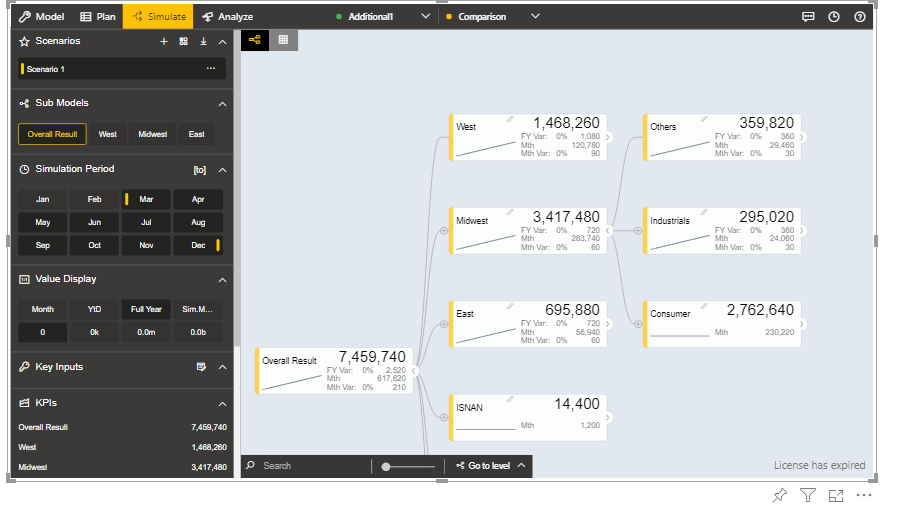 Model Plan Simulate Analyze Additional1 Comparison
Scenarios
Scenario 1
Sub Models
Overall Result West Midwest East
Simulation Period [to]
Jan Feb Mar Apr
May Jun Jul Aug
Sep Oct Nov Dec
Value Display
Month YtD Full Year Sim.M...
0 0k 0.0m 0.0b
Key Inputs
KPIs
Overall Result 7,459,740
West 1,468,260
Midwest 3,417,480
Overall Result 7,459,740
FY Var: 0% 2,520
Mth 617,620
Mth Var: 0% 210
West 1,468,260
FY Var: 0% 1,080
Mth 120,780
Mth Var: 0% 90
Midwest 3,417,480
FY Var: 0% 720
Mth 283,740
Mth Var: 0% 60
East 695,880
FY Var: 0% 720
Mth 56,940
Mth Var: 0% 60
ISNAN 14,400
Mth 1,200
Others 359,820
FY Var: 0% 360
Mth 29,460
Mth Var: 0% 30
Industrials 295,020
FY Var: 0% 360
Mth 24,060
Mth Var: 0% 30
Consumer 2,762,640
Mth 230,220
Search Go to level
License has expired